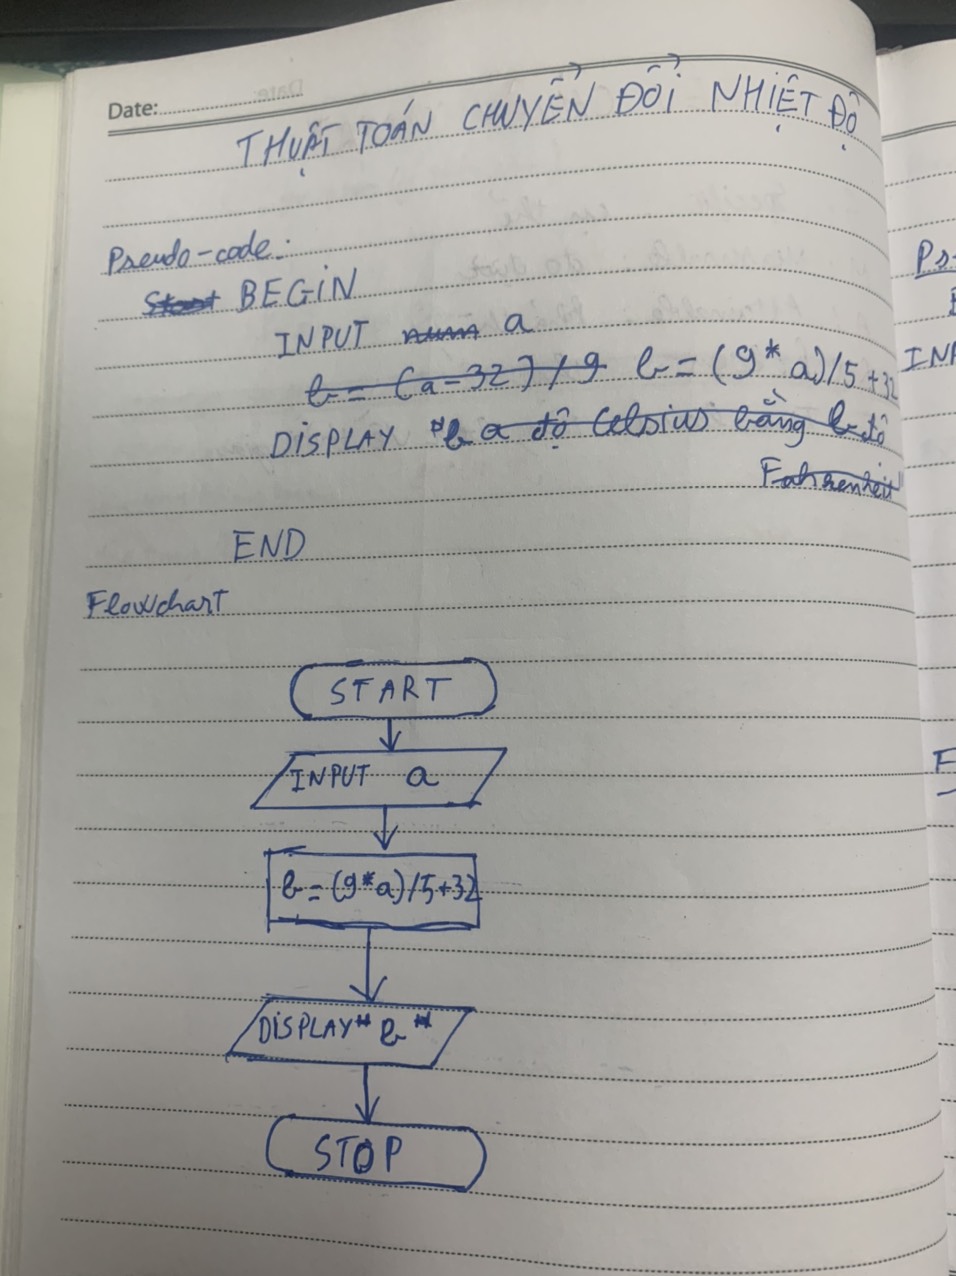 Date:
THUẬT TOÁN CHUYỂN ĐỔI NHIỆT ĐỘ
Pseudo-code:
Start BEGIN
INPUT num a
b = (a-32)/9 b = (9* a)/5 +32
DISPLAY "b a độ Celsius bằng b độ
Fahrenheit"
END
Flowchart
START
INPUT a
b = (9*a)/5+32
DISPLAY" b "
STOP
Ps
INP
F